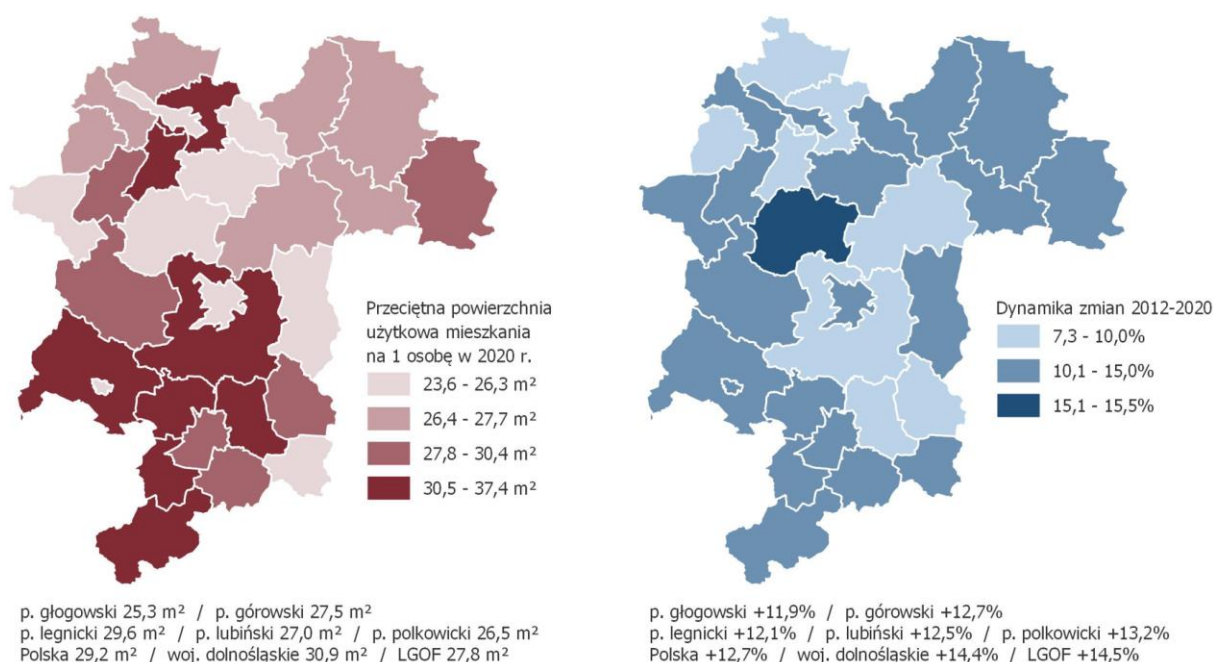 Przeciętna powierzchnia
użytkowa mieszkania
na 1 osobę w 2020 r.
23,6 - 26,3 m²
26,4 - 27,7 m²
27,8 - 30,4 m²
30,5 - 37,4 m²
p. głogowski 25,3 m² / p. górowski 27,5 m²
p. legnicki 29,6 m² / p. lubiński 27,0 m² / p. polkowicki 26,5 m²
Polska 29,2 m² / woj. dolnośląskie 30,9 m² / LGOF 27,8 m²
Dynamika zmian 2012-2020
7,3 - 10,0%
10,1 - 15,0%
15,1 - 15,5%
p. głogowski +11,9% / p. górowski +12,7%
p. legnicki +12,1% / p. lubiński +12,5% / p. polkowicki +13,2%
Polska +12,7% / woj. dolnośląskie +14,4% / LGOF +14,5%